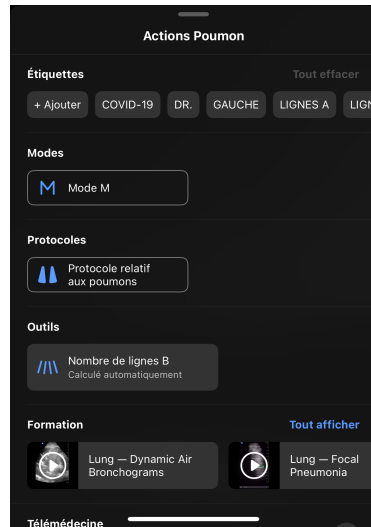 Actions Poumon
Étiquettes Tout effacer
+ Ajouter COVID-19 DR. GAUCHE LIGNES A LIGN
Modes
Mode M
Protocoles
Protocole relatif
aux poumons
Outils
Nombre de lignes B
Calculé automatiquement
Formation Tout afficher
Lung — Dynamic Air
Bronchograms
Lung — Focal
Pneumonia
Télémédecine